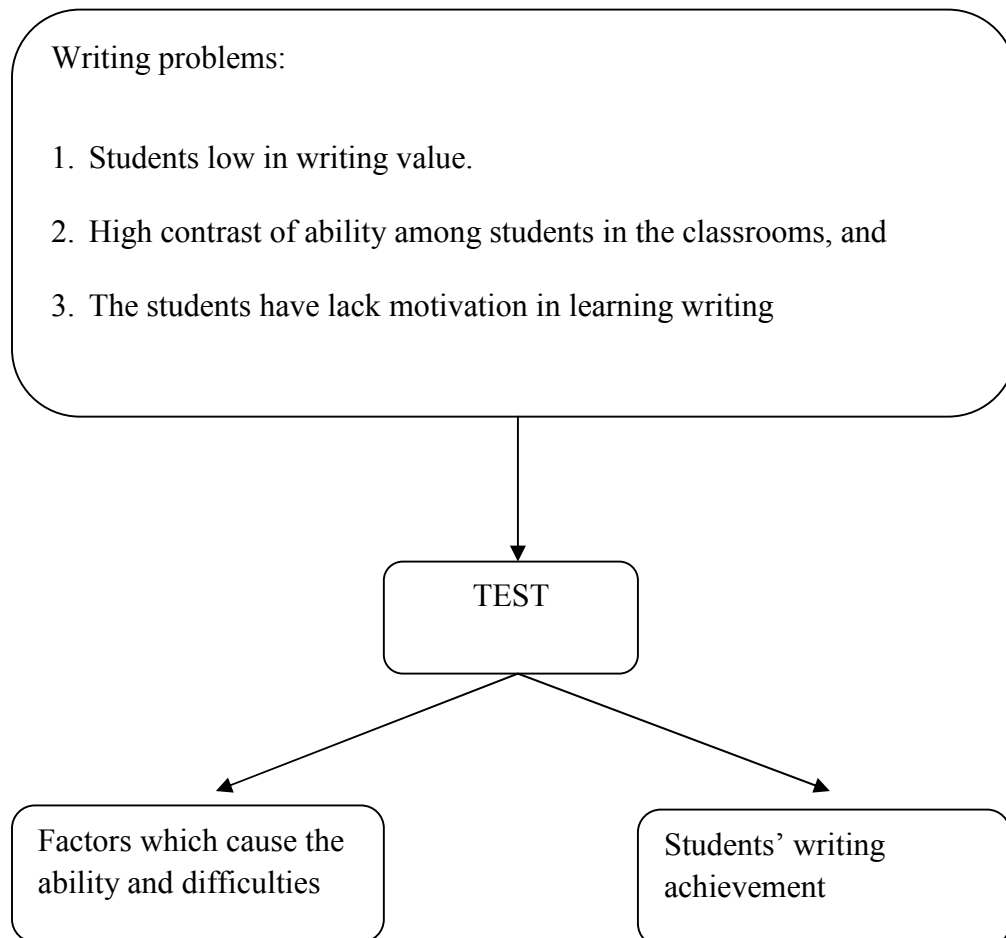 Writing problems:
1. Students low in writing value.
2. High contrast of ability among students in the classrooms, and
3. The students have lack motivation in learning writing
TEST
Factors which cause the
ability and difficulties
Students’ writing
achievement